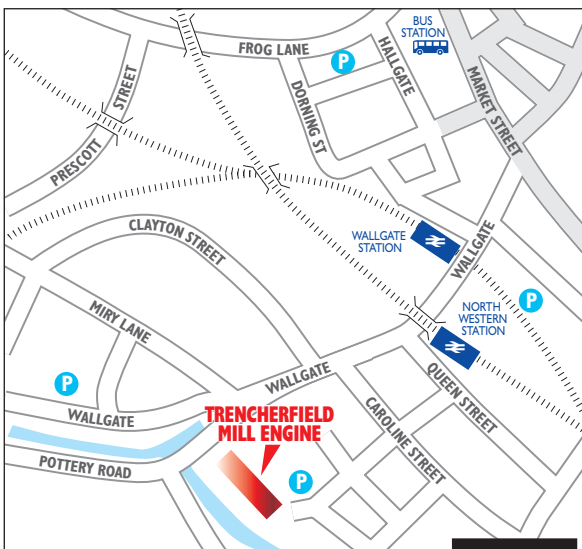 BUS
STATION
FROG LANE
P
HALLGATE
MARKET STREET
DORNING ST
PRESCOTT
STREET
CLAYTON STREET
WALLGATE
STATION
WALLGATE
P
NORTH
WESTERN
STATION
MIRY LANE
P
WALLGATE
QUEEN STREET
WALLGATE
TRENCHERFIELD
MILL ENGINE
CAROLINE STREET
POTTERY ROAD
P